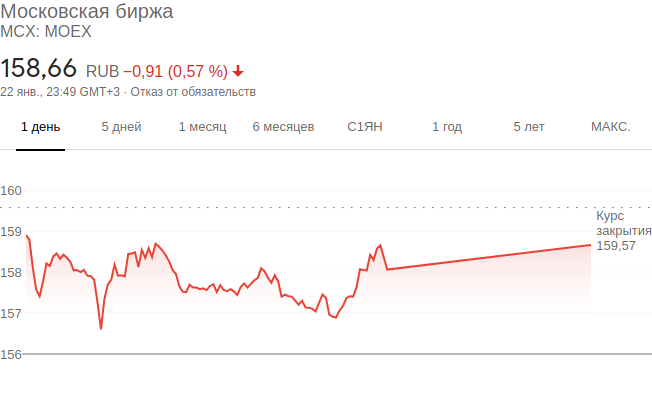 Московская биржа
MCX: MOEX
158,66 RUB −0,91 (0,57 %)
22 янв., 23:49 GMT+3 · Отказ от обязательств
1 день 5 дней 1 месяц 6 месяцев С1ЯН 1 год 5 лет МАКС.
160
159
158
157
156
Курс
закрытия
159,57